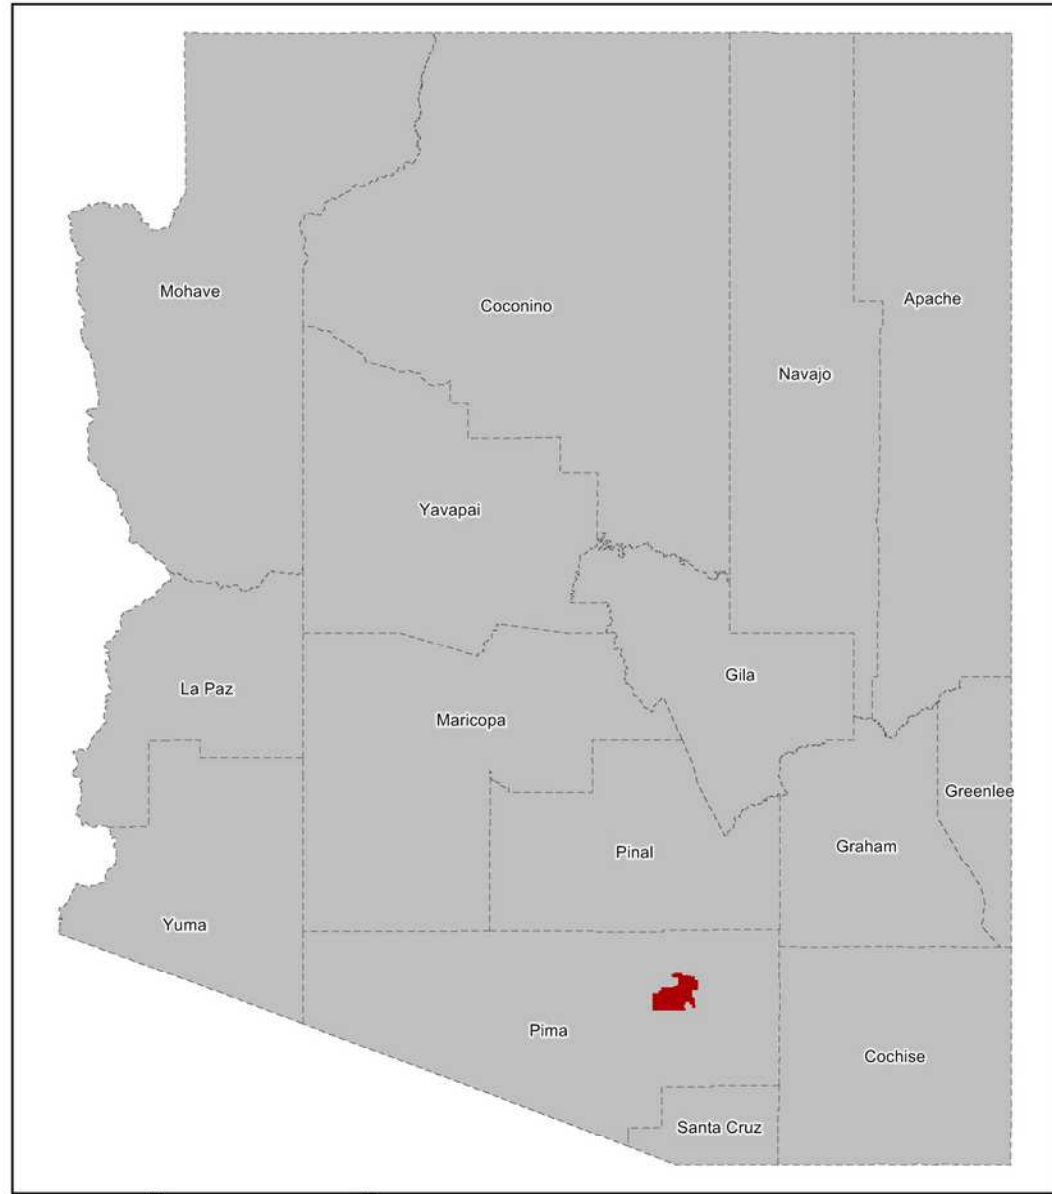 Mohave
Coconino
Apache
Navajo
Yavapai
Gila
La Paz
Maricopa
Greenlee
Graham
Pinal
Yuma
Pima
Cochise
Santa Cruz